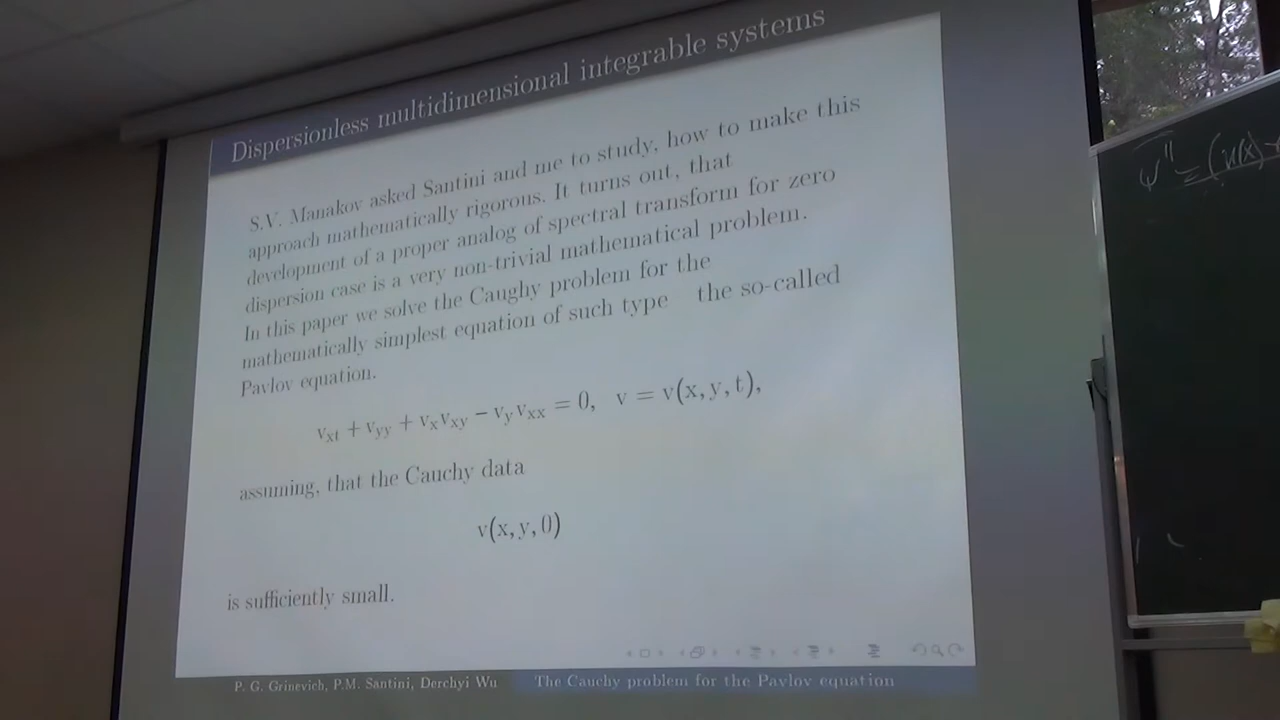 Dispersionless multidimensional integrable systems
S.V. Manakov asked Santini and me to study, how to make this
approach mathematically rigorous. It turns out, that
development of a proper analog of spectral transform for zero
dispersion case is a very non-trivial mathematical problem.
In this paper we solve the Caughy problem for the
mathematically simplest equation of such type the so-called
Pavlov equation.
v_xt + v_yy + v_x v_xy − v_y v_xx = 0, v = v(x, y, t),
assuming, that the Cauchy data
v(x, y, 0)
is sufficiently small.
P. G. Grinevich, P.M. Santini, Derchyi Wu The Cauchy problem for the Pavlov equation
ψ'' = (u(x)